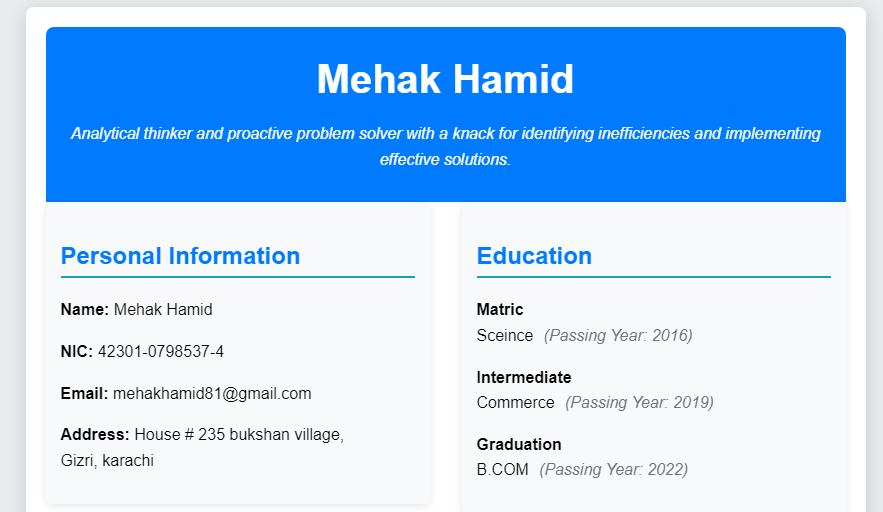 Mehak Hamid
Analytical thinker and proactive problem solver with a knack for identifying inefficiencies and implementing
effective solutions.
Personal Information
Name: Mehak Hamid
NIC: 42301-0798537-4
Email: mehakhamid81@gmail.com
Address: House # 235 bukshan village,
Gizri, karachi
Education
Matric
Sceince (Passing Year: 2016)
Intermediate
Commerce (Passing Year: 2019)
Graduation
B.COM (Passing Year: 2022)